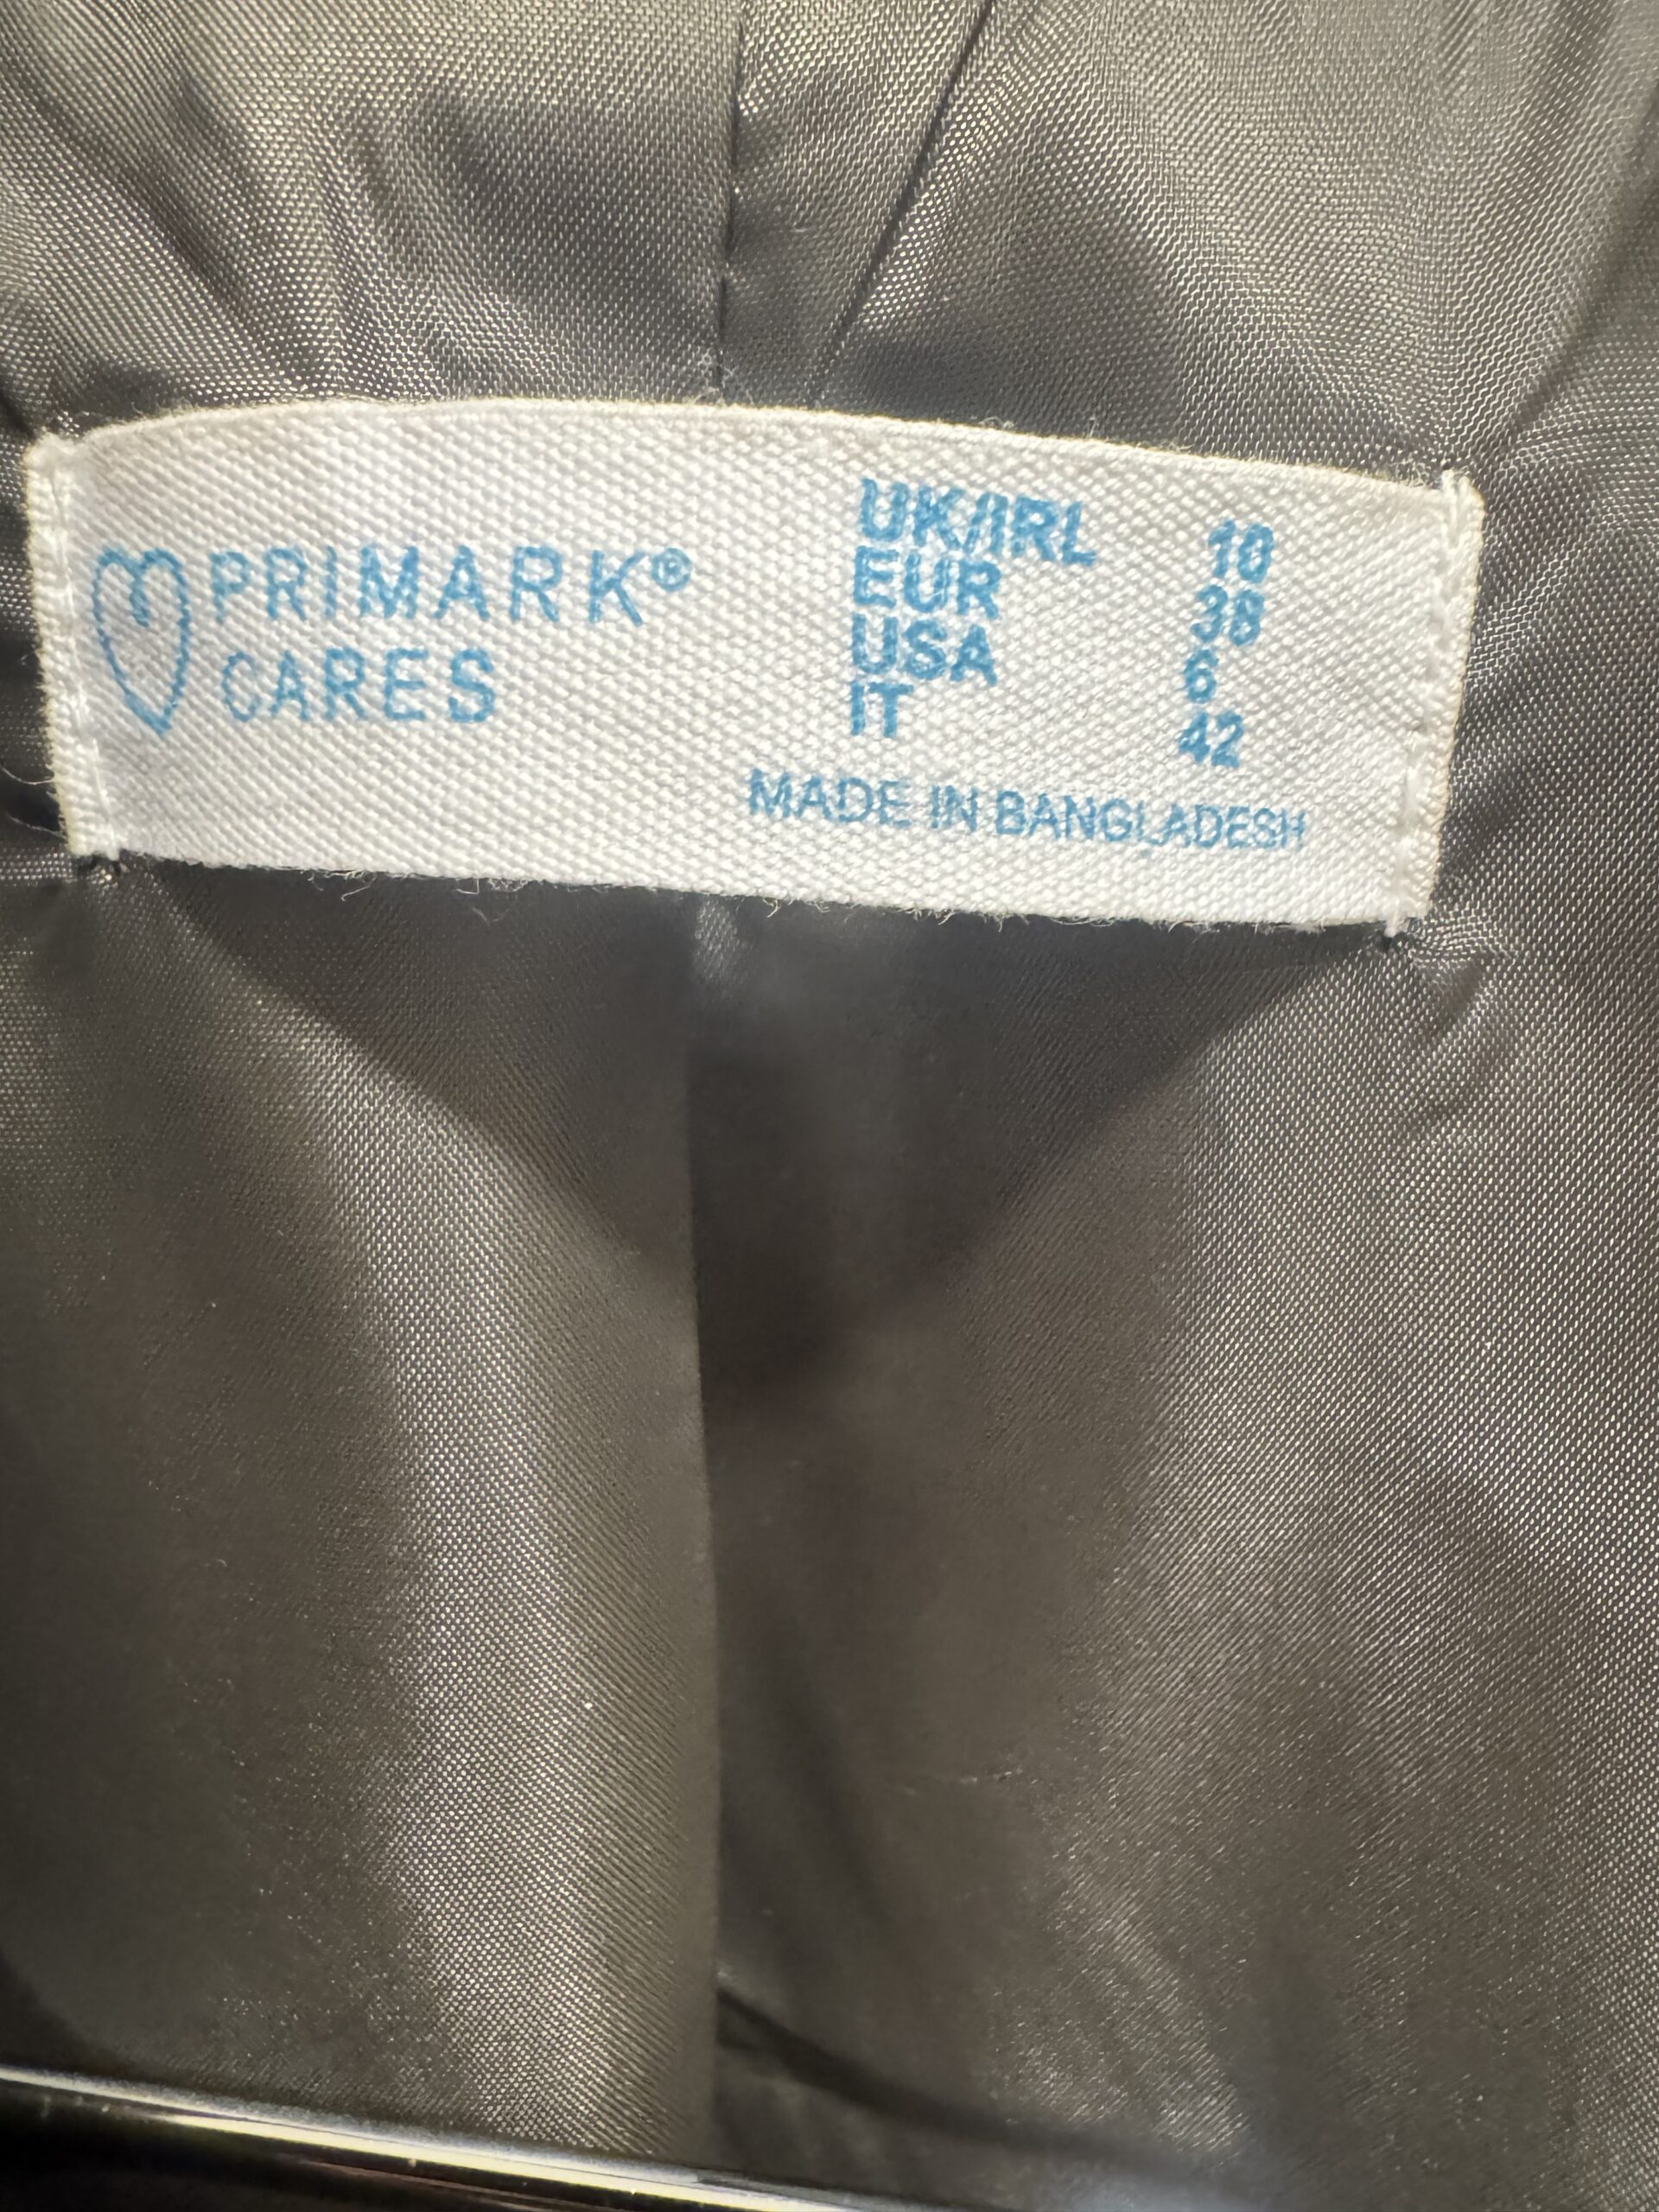 PRIMARK®
CARES
UK/IRL 10
EUR 38
USA 6
IT 42
MADE IN BANGLADESH